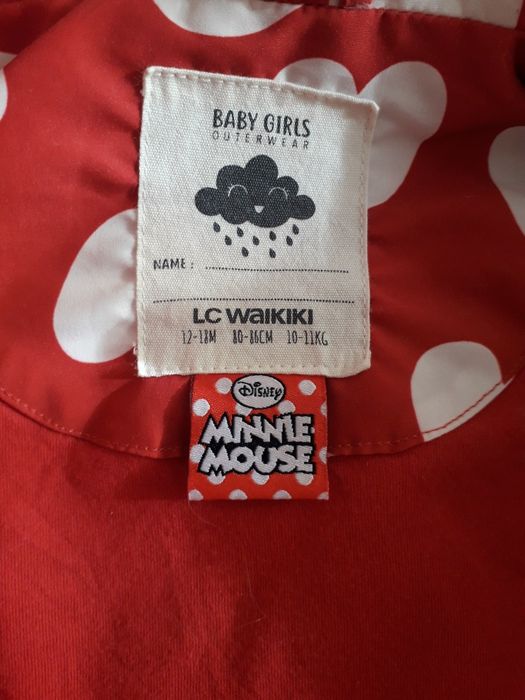 BABY GIRLS
OUTERWEAR
NAME :
LC WAIKIKI
12-18M 80-86CM 10-11KG
Disney
MINNIE
MOUSE